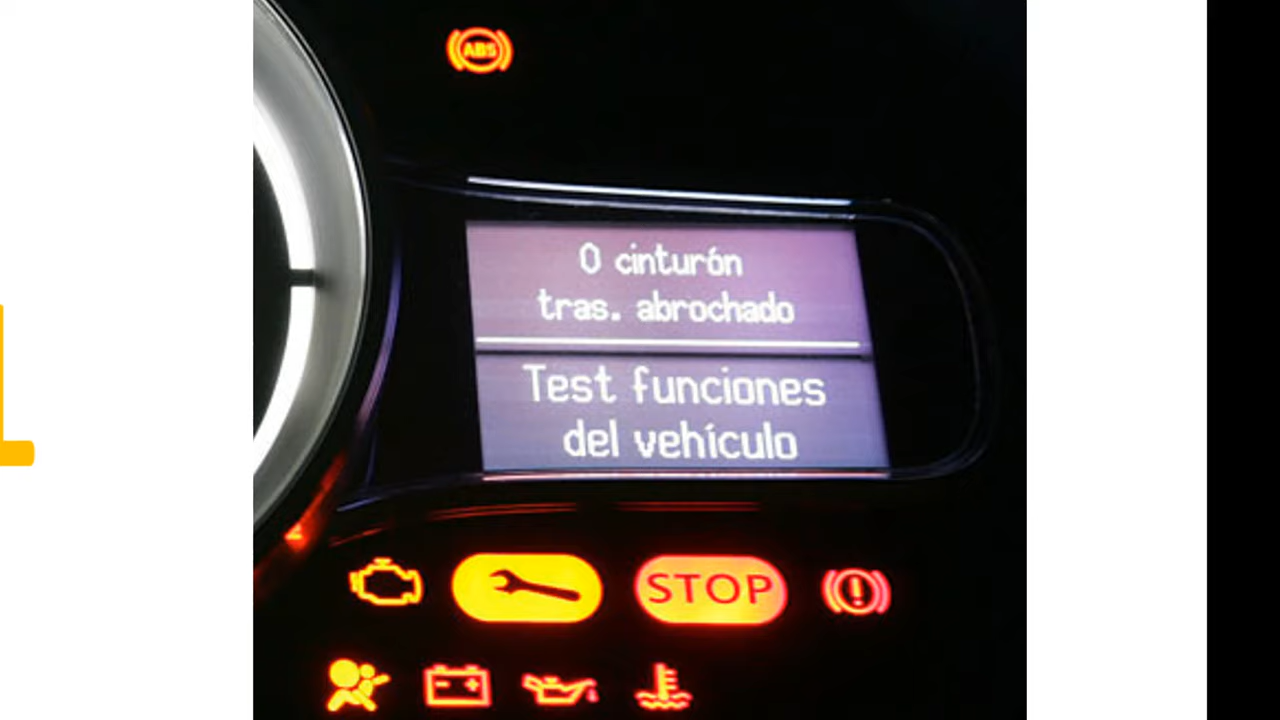 ABS
0 cinturón
tras. abrochado
Test funciones
del vehículo
STOP